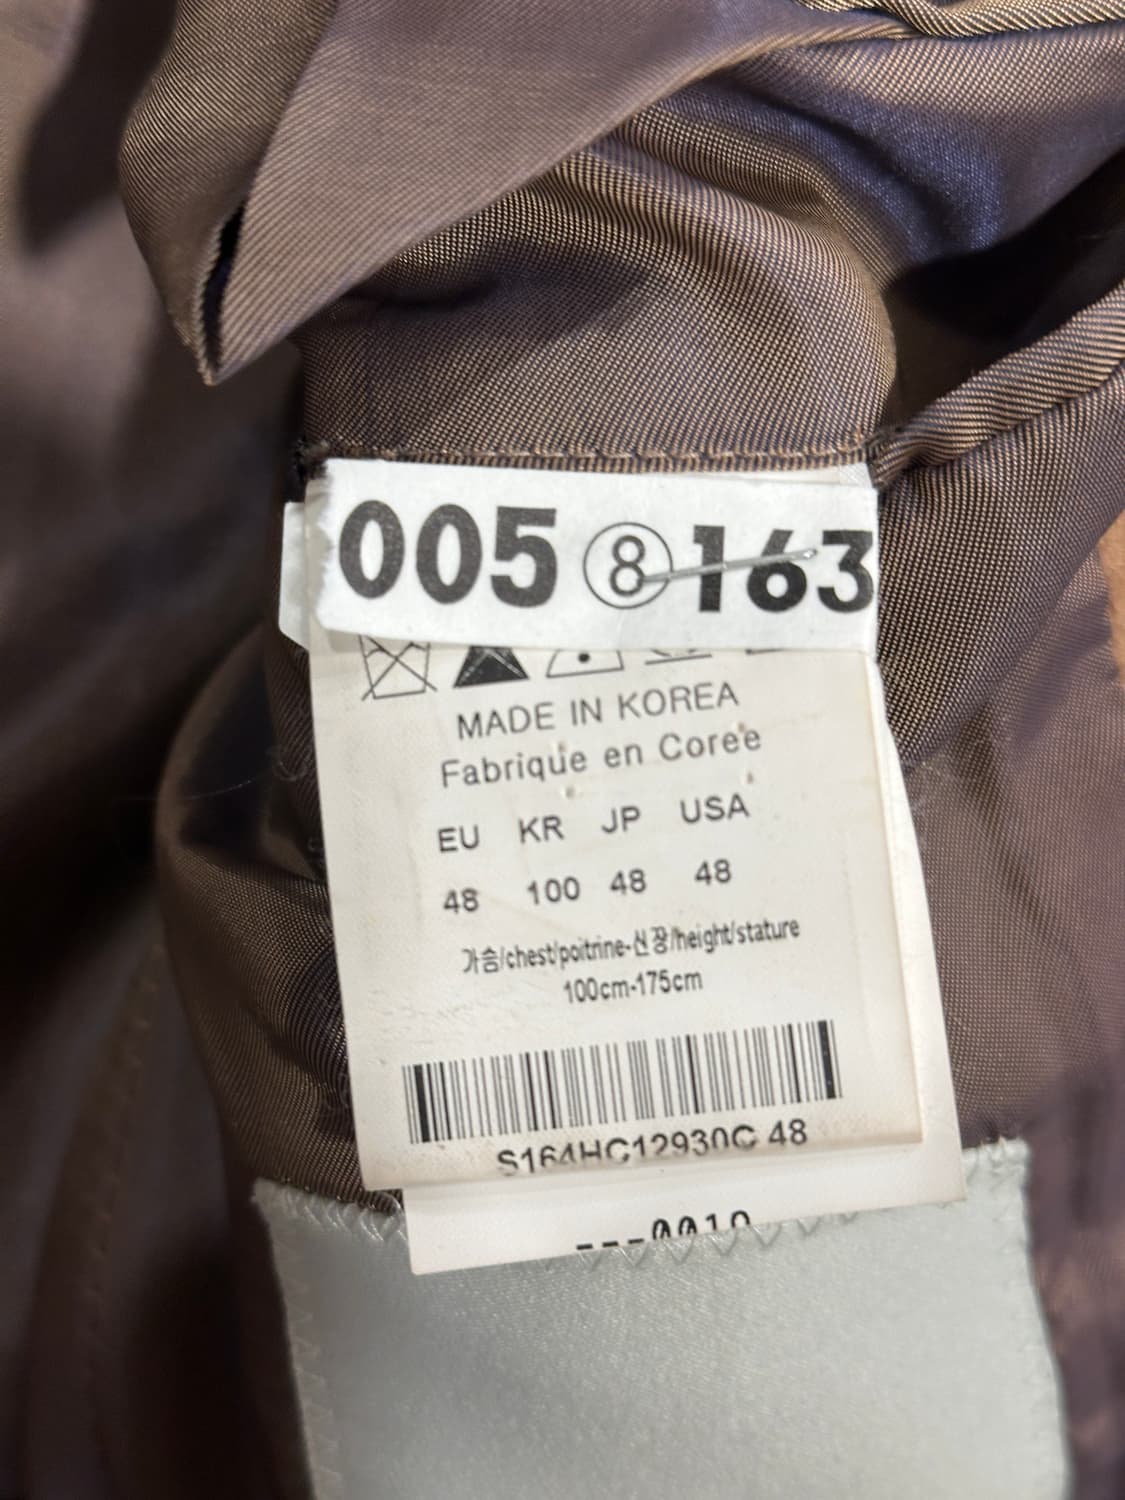 005 ⑧ 163
MADE IN KOREA
Fabrique en Coreé
EU KR JP USA
48 100 48 48
가슴/chest/poitrine-신장/height/stature
100cm-175cm
S164HC12930C 48